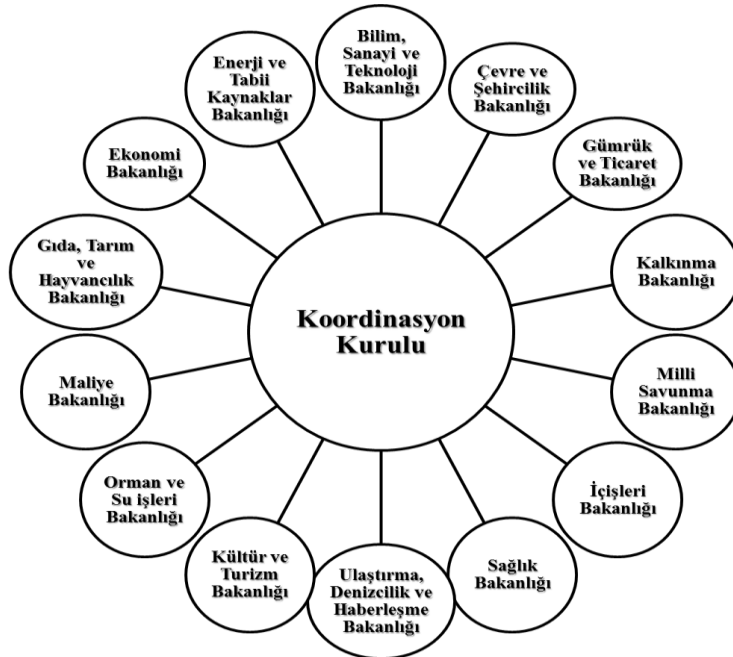 Bilim,
Sanayi ve
Teknoloji
Bakanlığı
Çevre ve
Şehircilik
Bakanlığı
Gümrük
ve Ticaret
Bakanlığı
Kalkınma
Bakanlığı
Milli
Savunma
Bakanlığı
İçişleri
Bakanlığı
Sağlık
Bakanlığı
Ulaştırma,
Denizcilik ve
Haberleşme
Bakanlığı
Kültür ve
Turizm
Bakanlığı
Orman ve
Su işleri
Bakanlığı
Maliye
Bakanlığı
Gıda, Tarım
ve
Hayvancılık
Bakanlığı
Ekonomi
Bakanlığı
Enerji ve
Tabii
Kaynaklar
Bakanlığı
Koordinasyon
Kurulu